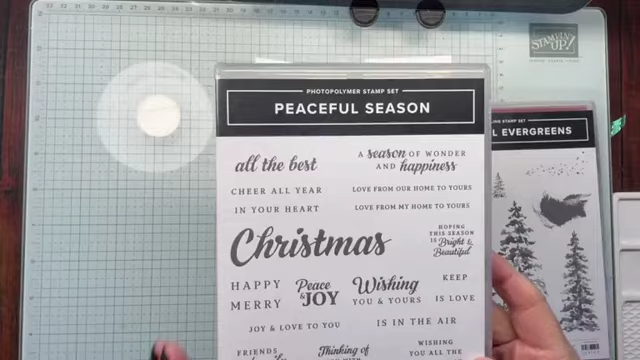 STAMPIN' UP!
PHOTOPOLYMER STAMP SET
PEACEFUL SEASON
all the best
A season OF WONDER
AND happiness
CHEER ALL YEAR
LOVE FROM OUR HOME TO YOURS
IN YOUR HEART
LOVE FROM MY HOME TO YOURS
Christmas
HOPING
THIS SEASON
IS Bright &
Beautiful
HAPPY
Peace
& JOY
Wishing
KEEP
MERRY
YOU & YOURS
IS LOVE
JOY & LOVE TO YOU
IS IN THE AIR
FRIENDS
Thinking of
WISHING
YOU ALL THE
STAMP SET
EVERGREENS